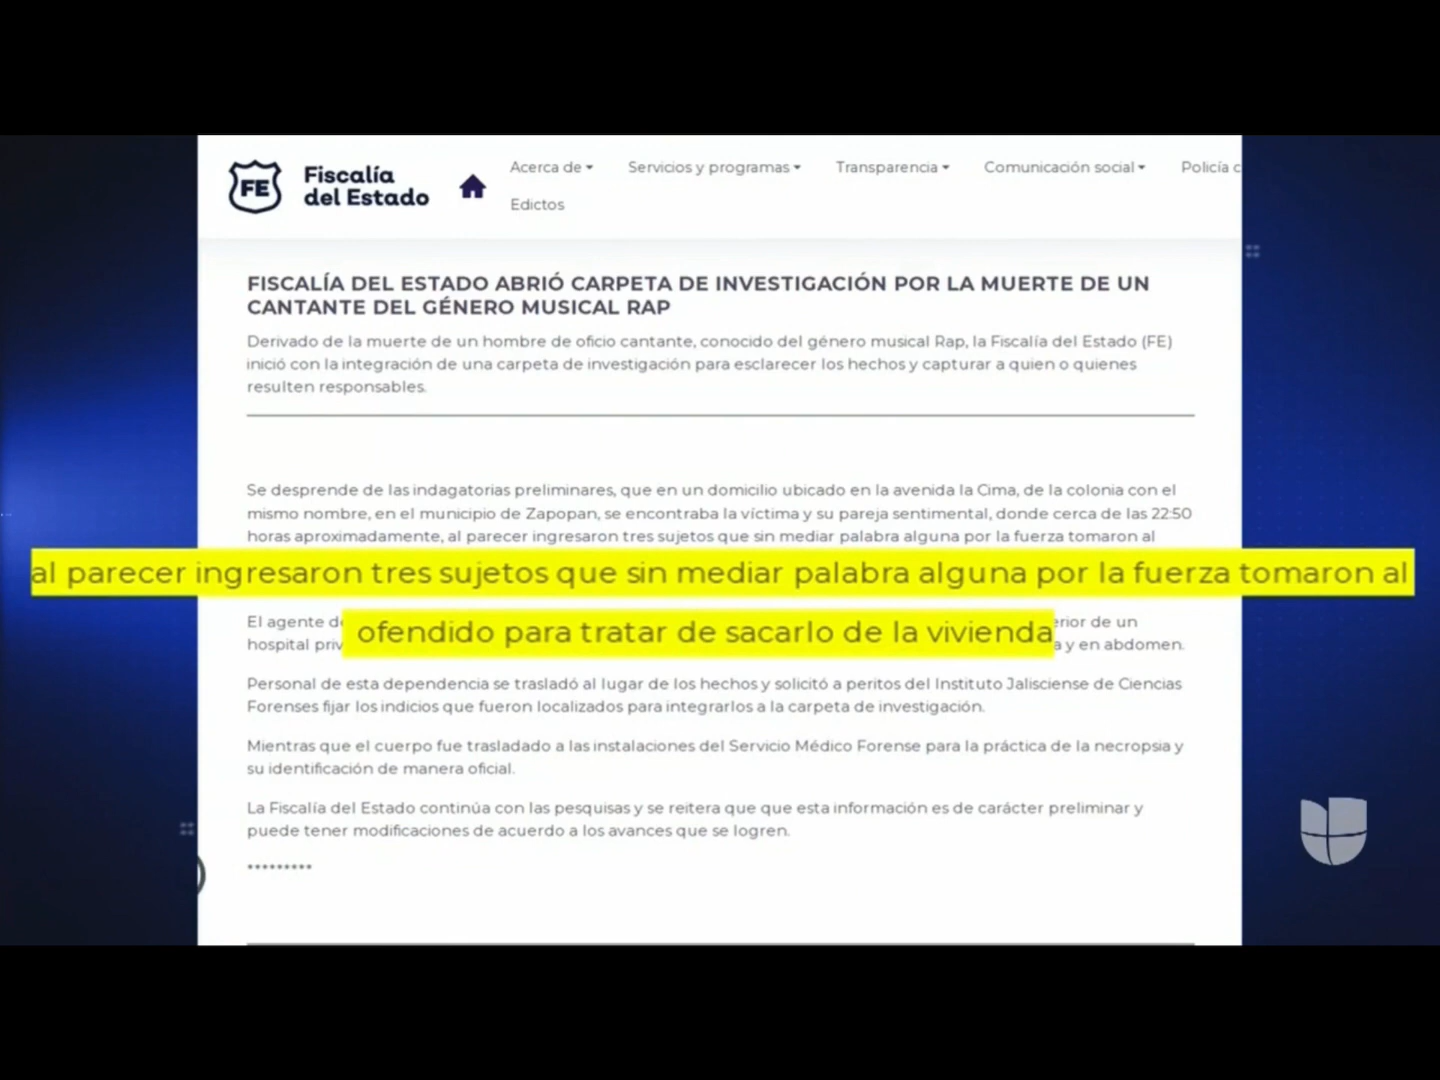 FE
Fiscalía
del Estado
Acerca de
Servicios y programas
Transparencia
Comunicación social
Policía
Edictos
FISCALÍA DEL ESTADO ABRIÓ CARPETA DE INVESTIGACIÓN POR LA MUERTE DE UN
CANTANTE DEL GÉNERO MUSICAL RAP
Derivado de la muerte de un hombre de oficio cantante, conocido del género musical Rap, la Fiscalía del Estado (FE)
inició con la integración de una carpeta de investigación para esclarecer los hechos y capturar a quien o quienes
resulten responsables.
Se desprende de las indagatorias preliminares, que en un domicilio ubicado en la avenida la Cima, de la colonia con el
mismo nombre, en el municipio de Zapopan, se encontraba la víctima y su pareja sentimental, donde cerca de las 22:50
horas aproximadamente, al parecer ingresaron tres sujetos que sin mediar palabra alguna por la fuerza tomaron al
al parecer ingresaron tres sujetos que sin mediar palabra alguna por la fuerza tomaron al
ofendido para tratar de sacarlo de la vivienda
El agente de un
hospital y en abdomen.
Personal de esta dependencia se trasladó al lugar de los hechos y solicitó a peritos del Instituto Jalisciense de Ciencias
Forenses fijar los indicios que fueron localizados para integrarlos a la carpeta de investigación.
Mientras que el cuerpo fue trasladado a las instalaciones del Servicio Médico Forense para la práctica de la necropsia y
su identificación de manera oficial.
La Fiscalía del Estado continúa con las pesquisas y se reitera que que esta información es de carácter preliminar y
puede tener modificaciones de acuerdo a los avances que se logren.
*********